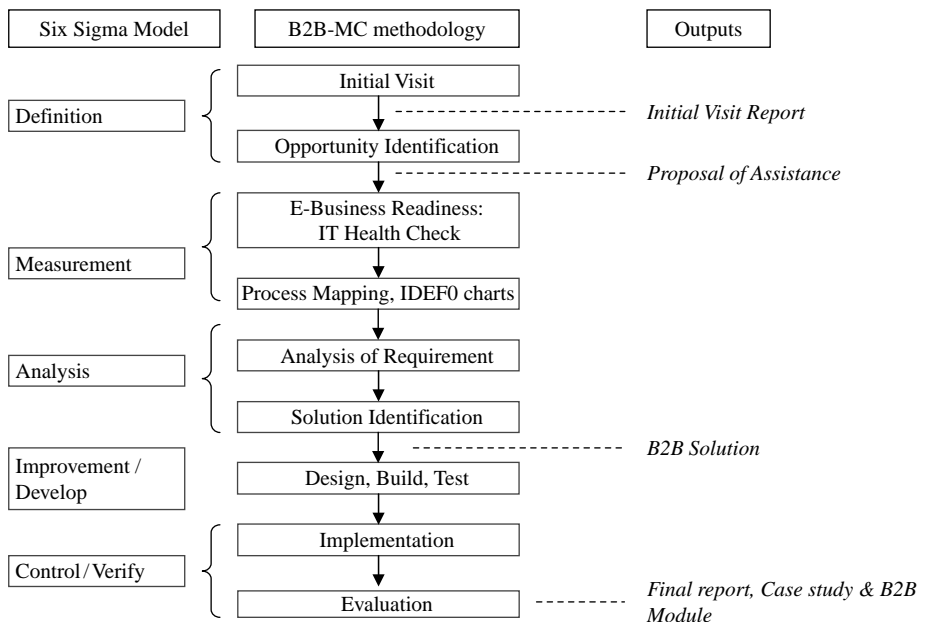 Six Sigma Model
B2B-MC methodology
Outputs
Initial Visit
Definition
Initial Visit Report
Opportunity Identification
Proposal of Assistance
E-Business Readiness:
IT Health Check
Measurement
Process Mapping, IDEF0 charts
Analysis of Requirement
Analysis
Solution Identification
B2B Solution
Improvement /
Develop
Design, Build, Test
Implementation
Control/Verify
Evaluation
Final report, Case study & B2B
Module